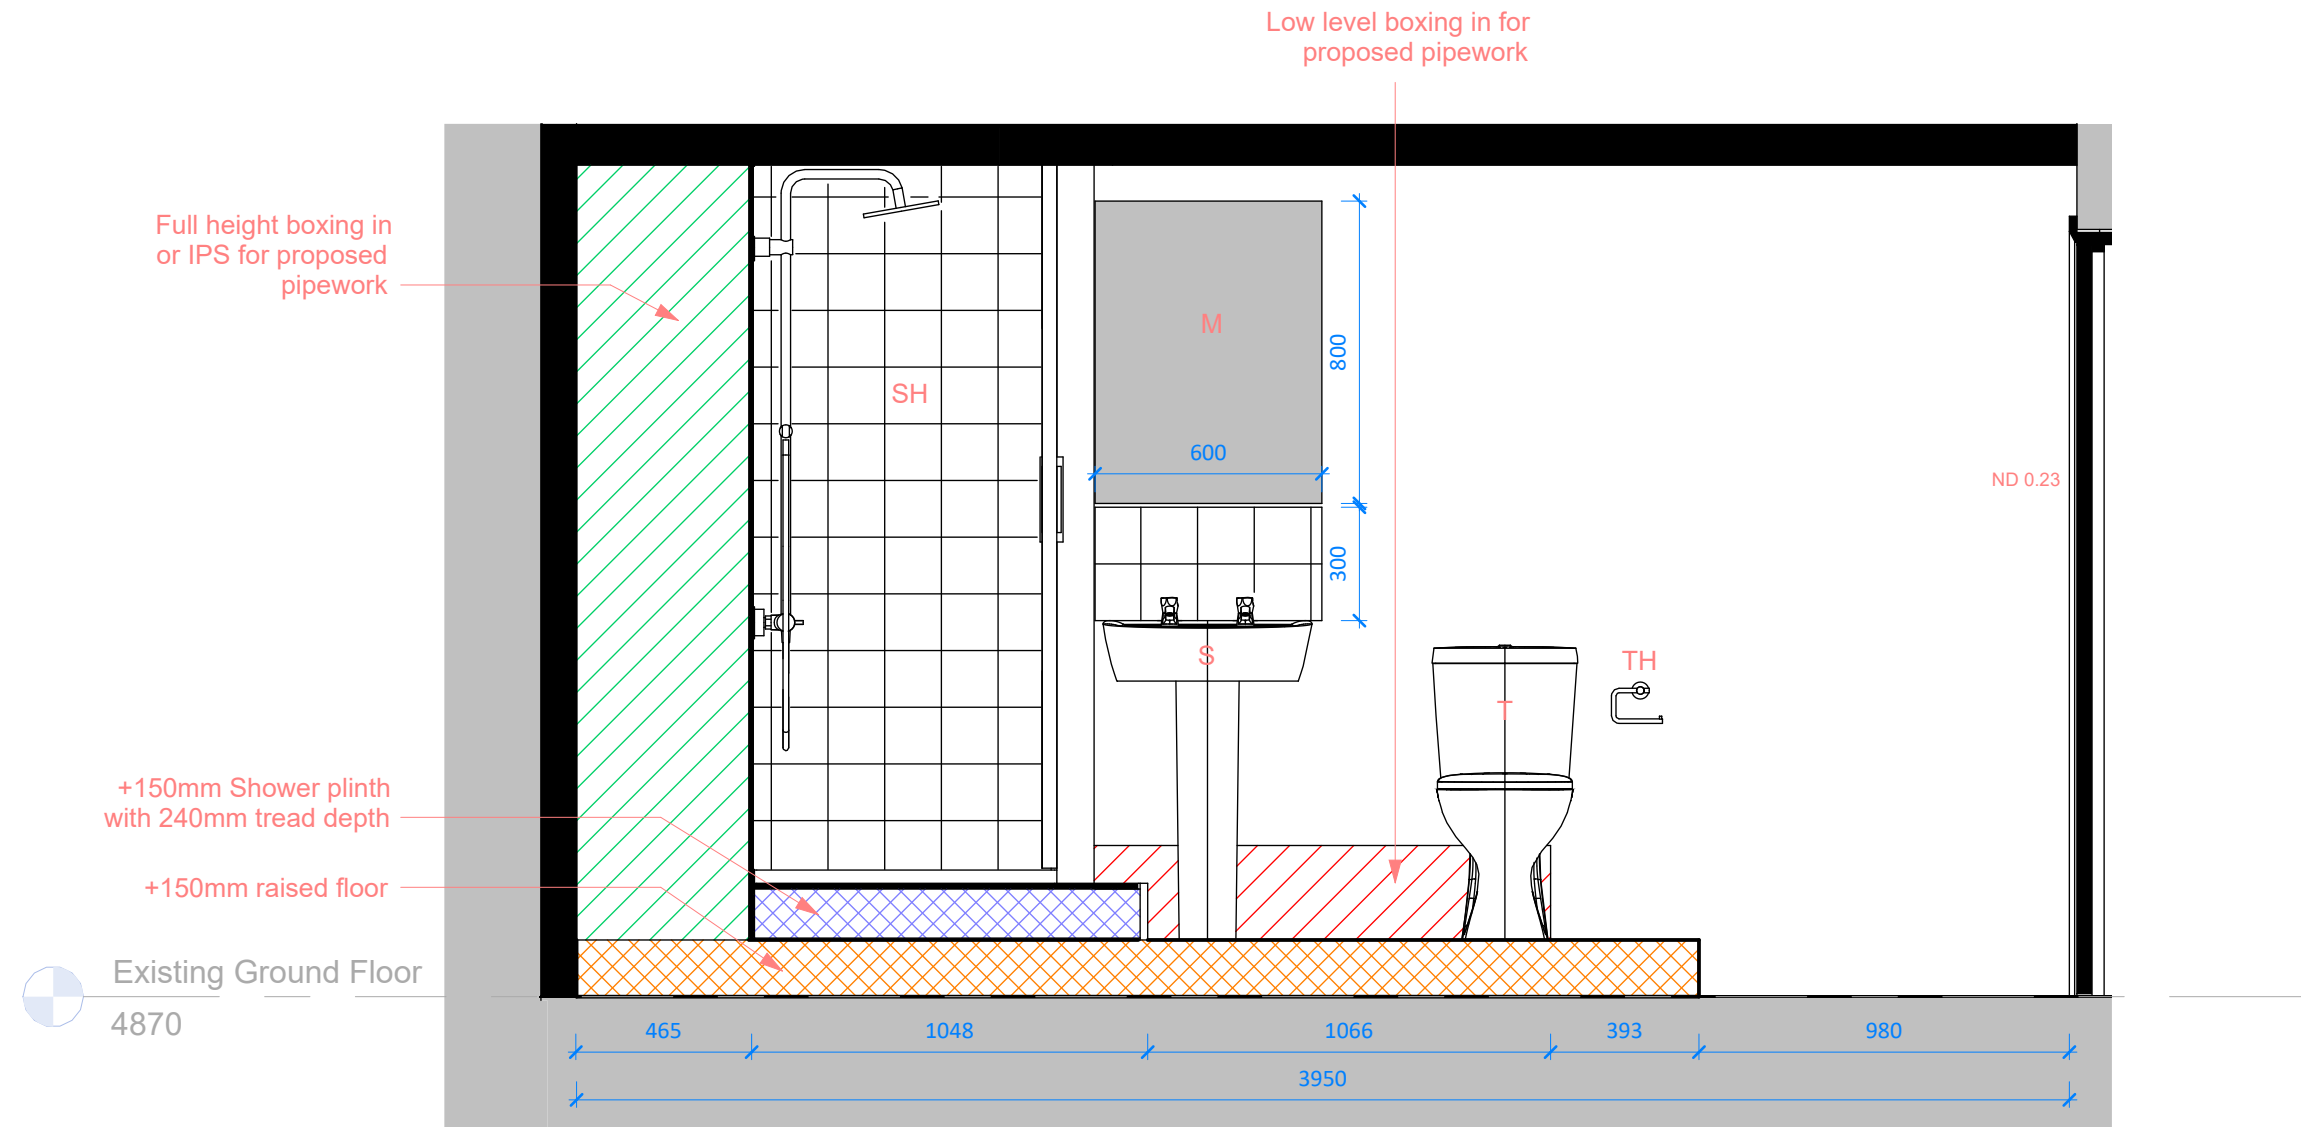 Low level boxing in for
proposed pipework
Full height boxing in
or IPS for proposed
pipework
M
800
SH
600
ND 0.23
300
S
TH
T
+150mm Shower plinth
with 240mm tread depth
+150mm raised floor
Existing Ground Floor
4870
465
1048
1066
393
980
3950